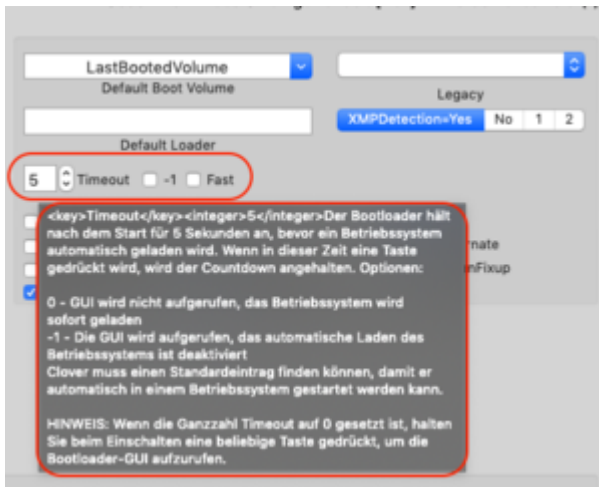 LastBootedVolume
Default Boot Volume
Legacy
XMPDetection=Yes No 1 2
Default Loader
5 Timeout -1 Fast
<key>Timeout</key><integer>5</integer>Der Bootloader hält
nach dem Start für 5 Sekunden an, bevor ein Betriebssystem
automatisch geladen wird. Wenn in dieser Zeit eine Taste
gedrückt wird, wird der Countdown angehalten. Optionen:
0 - GUI wird nicht aufgerufen, das Betriebssystem wird
sofort geladen
-1 - Die GUI wird aufgerufen, das automatische Laden des
Betriebssystems ist deaktiviert
Clover muss einen Standardeintrag finden können, damit er
automatisch in einem Betriebssystem gestartet werden kann.
HINWEIS: Wenn die Ganzzahl Timeout auf 0 gesetzt ist, halten
Sie beim Einschalten eine beliebige Taste gedrückt, um die
Bootloader-GUI aufzurufen.
rnate
nFixup